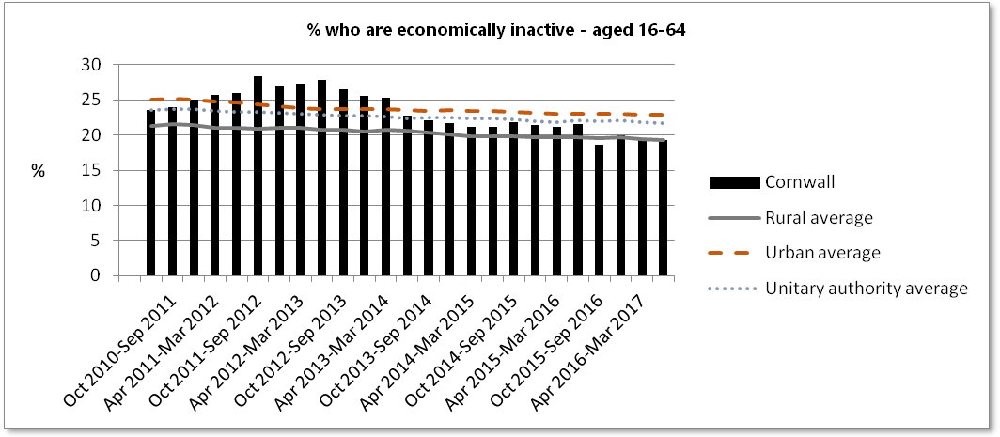 % who are economically inactive - aged 16-64
30
25
20
15
10
5
0
%
Oct 2010-Sep 2011
Apr 2011-Mar 2012
Oct 2011-Sep 2012
Apr 2012-Mar 2013
Oct 2012-Sep 2013
Apr 2013-Mar 2014
Oct 2013-Sep 2014
Apr 2014-Mar 2015
Oct 2014-Sep 2015
Apr 2015-Mar 2016
Oct 2015-Sep 2016
Apr 2016-Mar 2017
Cornwall
Rural average
Urban average
Unitary authority average